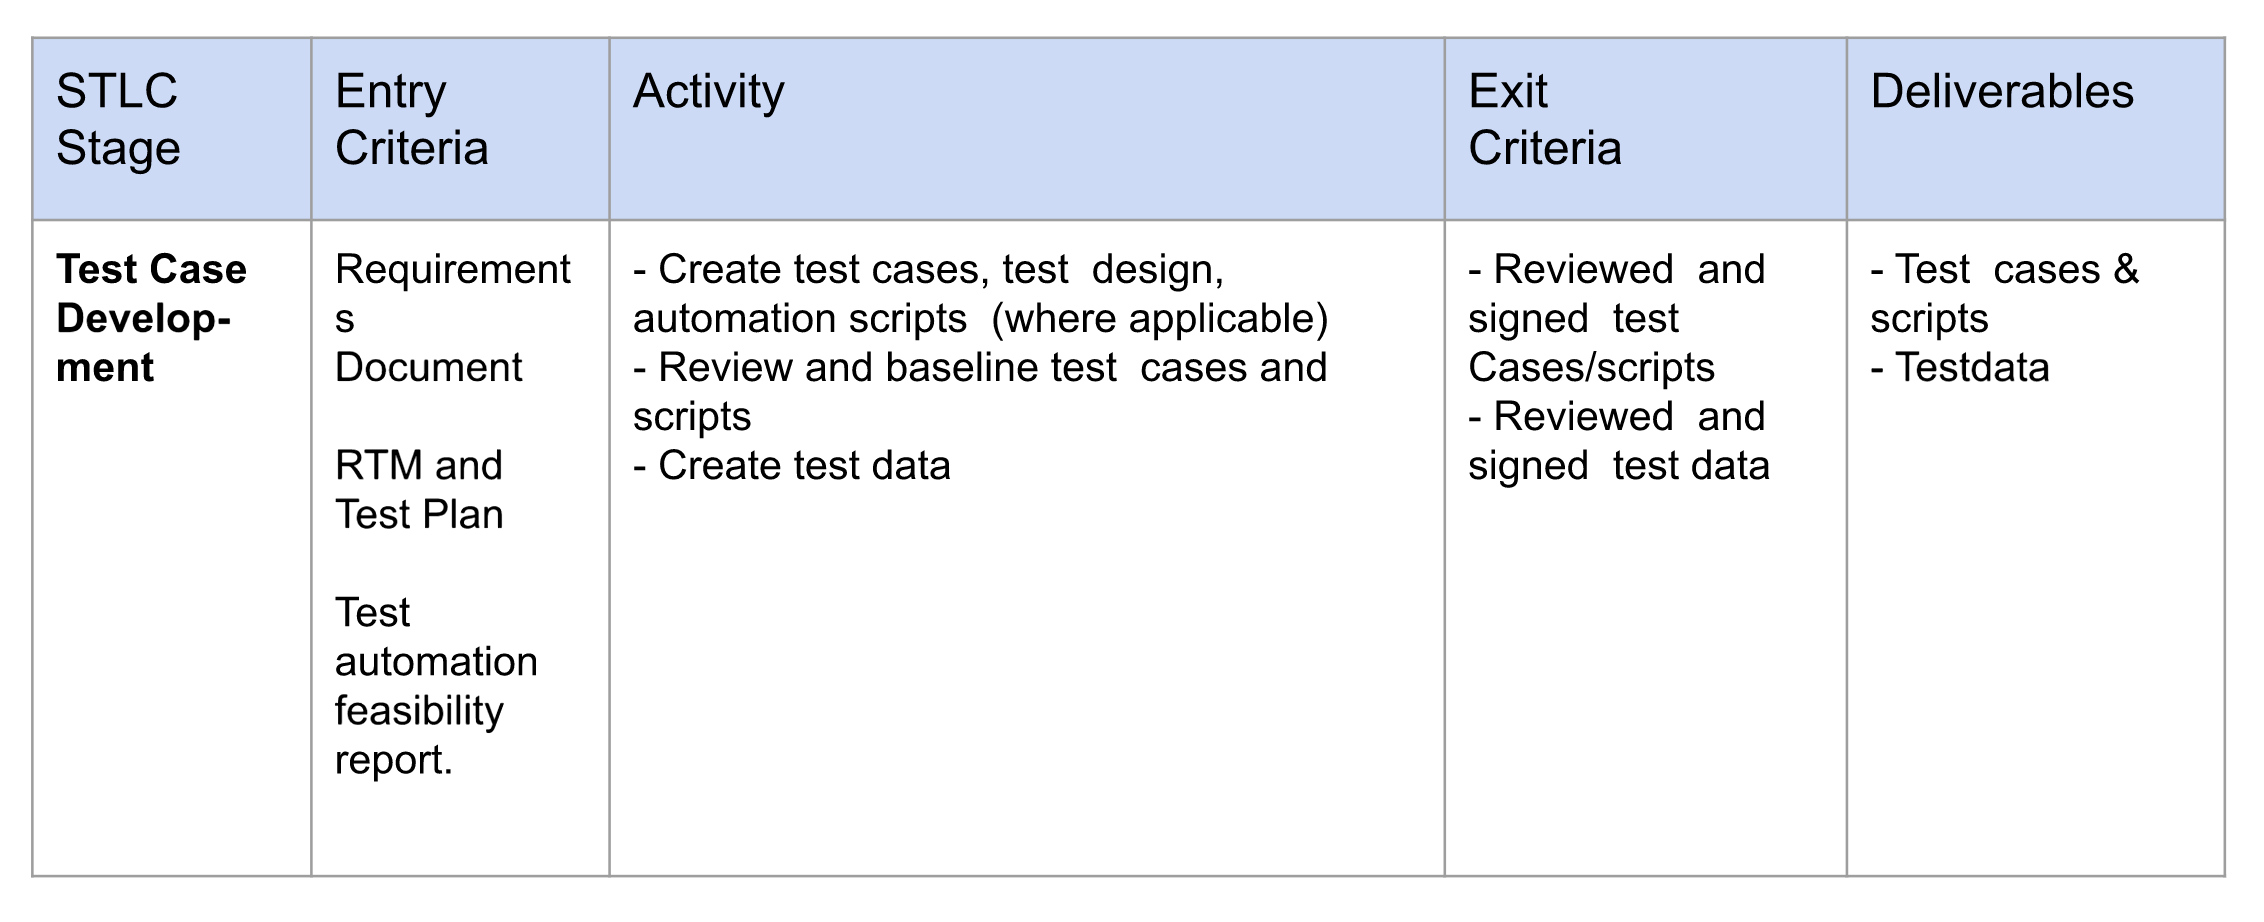 STLC
Stage
Entry
Criteria
Activity
Exit
Criteria
Deliverables
Test Case
Develop-
ment
Requirement
s
Document
RTM and
Test Plan
Test
automation
feasibility
report.
- Create test cases, test  design,
automation scripts  (where applicable)
- Review and baseline test  cases and
scripts
- Create test data
- Reviewed  and
signed  test
Cases/scripts
- Reviewed  and
signed  test data
- Test  cases &
scripts
- Testdata